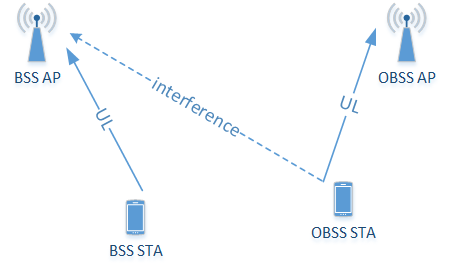 BSS AP
OBSS AP
interference
UL
UL
BSS STA
OBSS STA